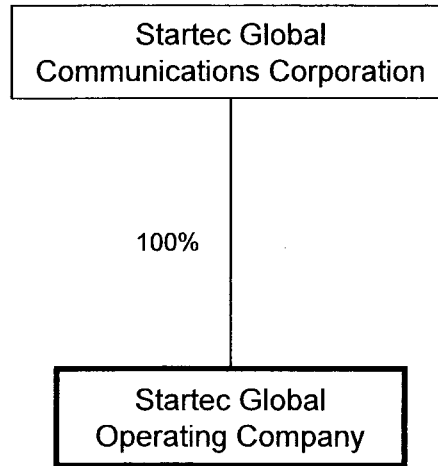 Startec Global
Communications Corporation
100%
Startec Global
Operating Company